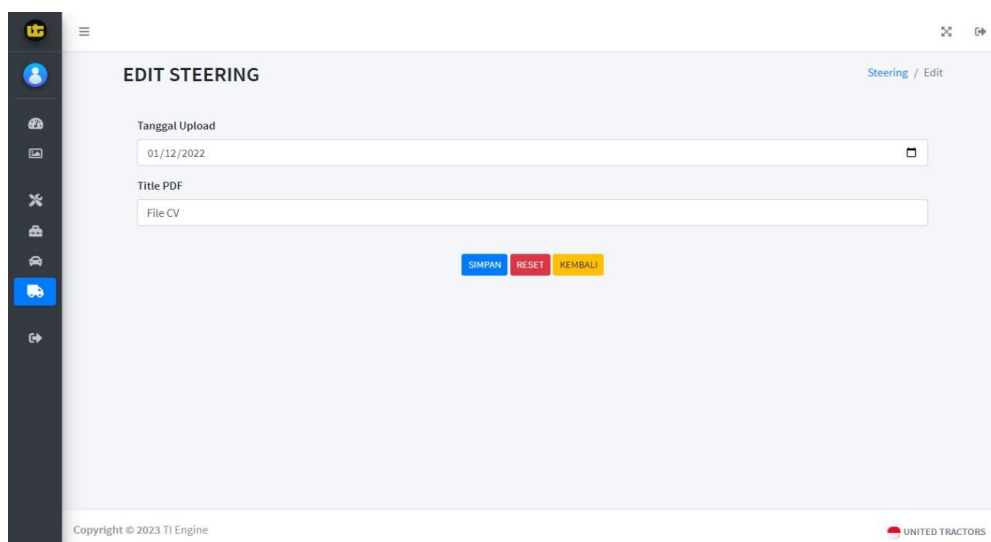 EDIT STEERING
Steering / Edit
Tanggal Upload
01/12/2022
Title PDF
File CV
SIMPAN RESET KEMBALI
Copyright © 2023 TI Engine
UNITED TRACTORS